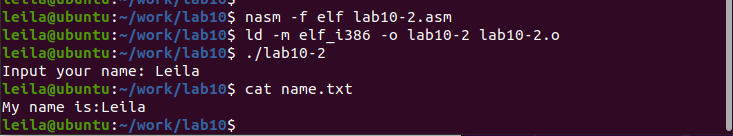 leila@ubuntu:~/work/lab10$ nasm -f elf lab10-2.asm
leila@ubuntu:~/work/lab10$ ld -m elf_i386 -o lab10-2 lab10-2.o
leila@ubuntu:~/work/lab10$ ./lab10-2
Input your name: Leila
leila@ubuntu:~/work/lab10$ cat name.txt
My name is:Leila
leila@ubuntu:~/work/lab10$